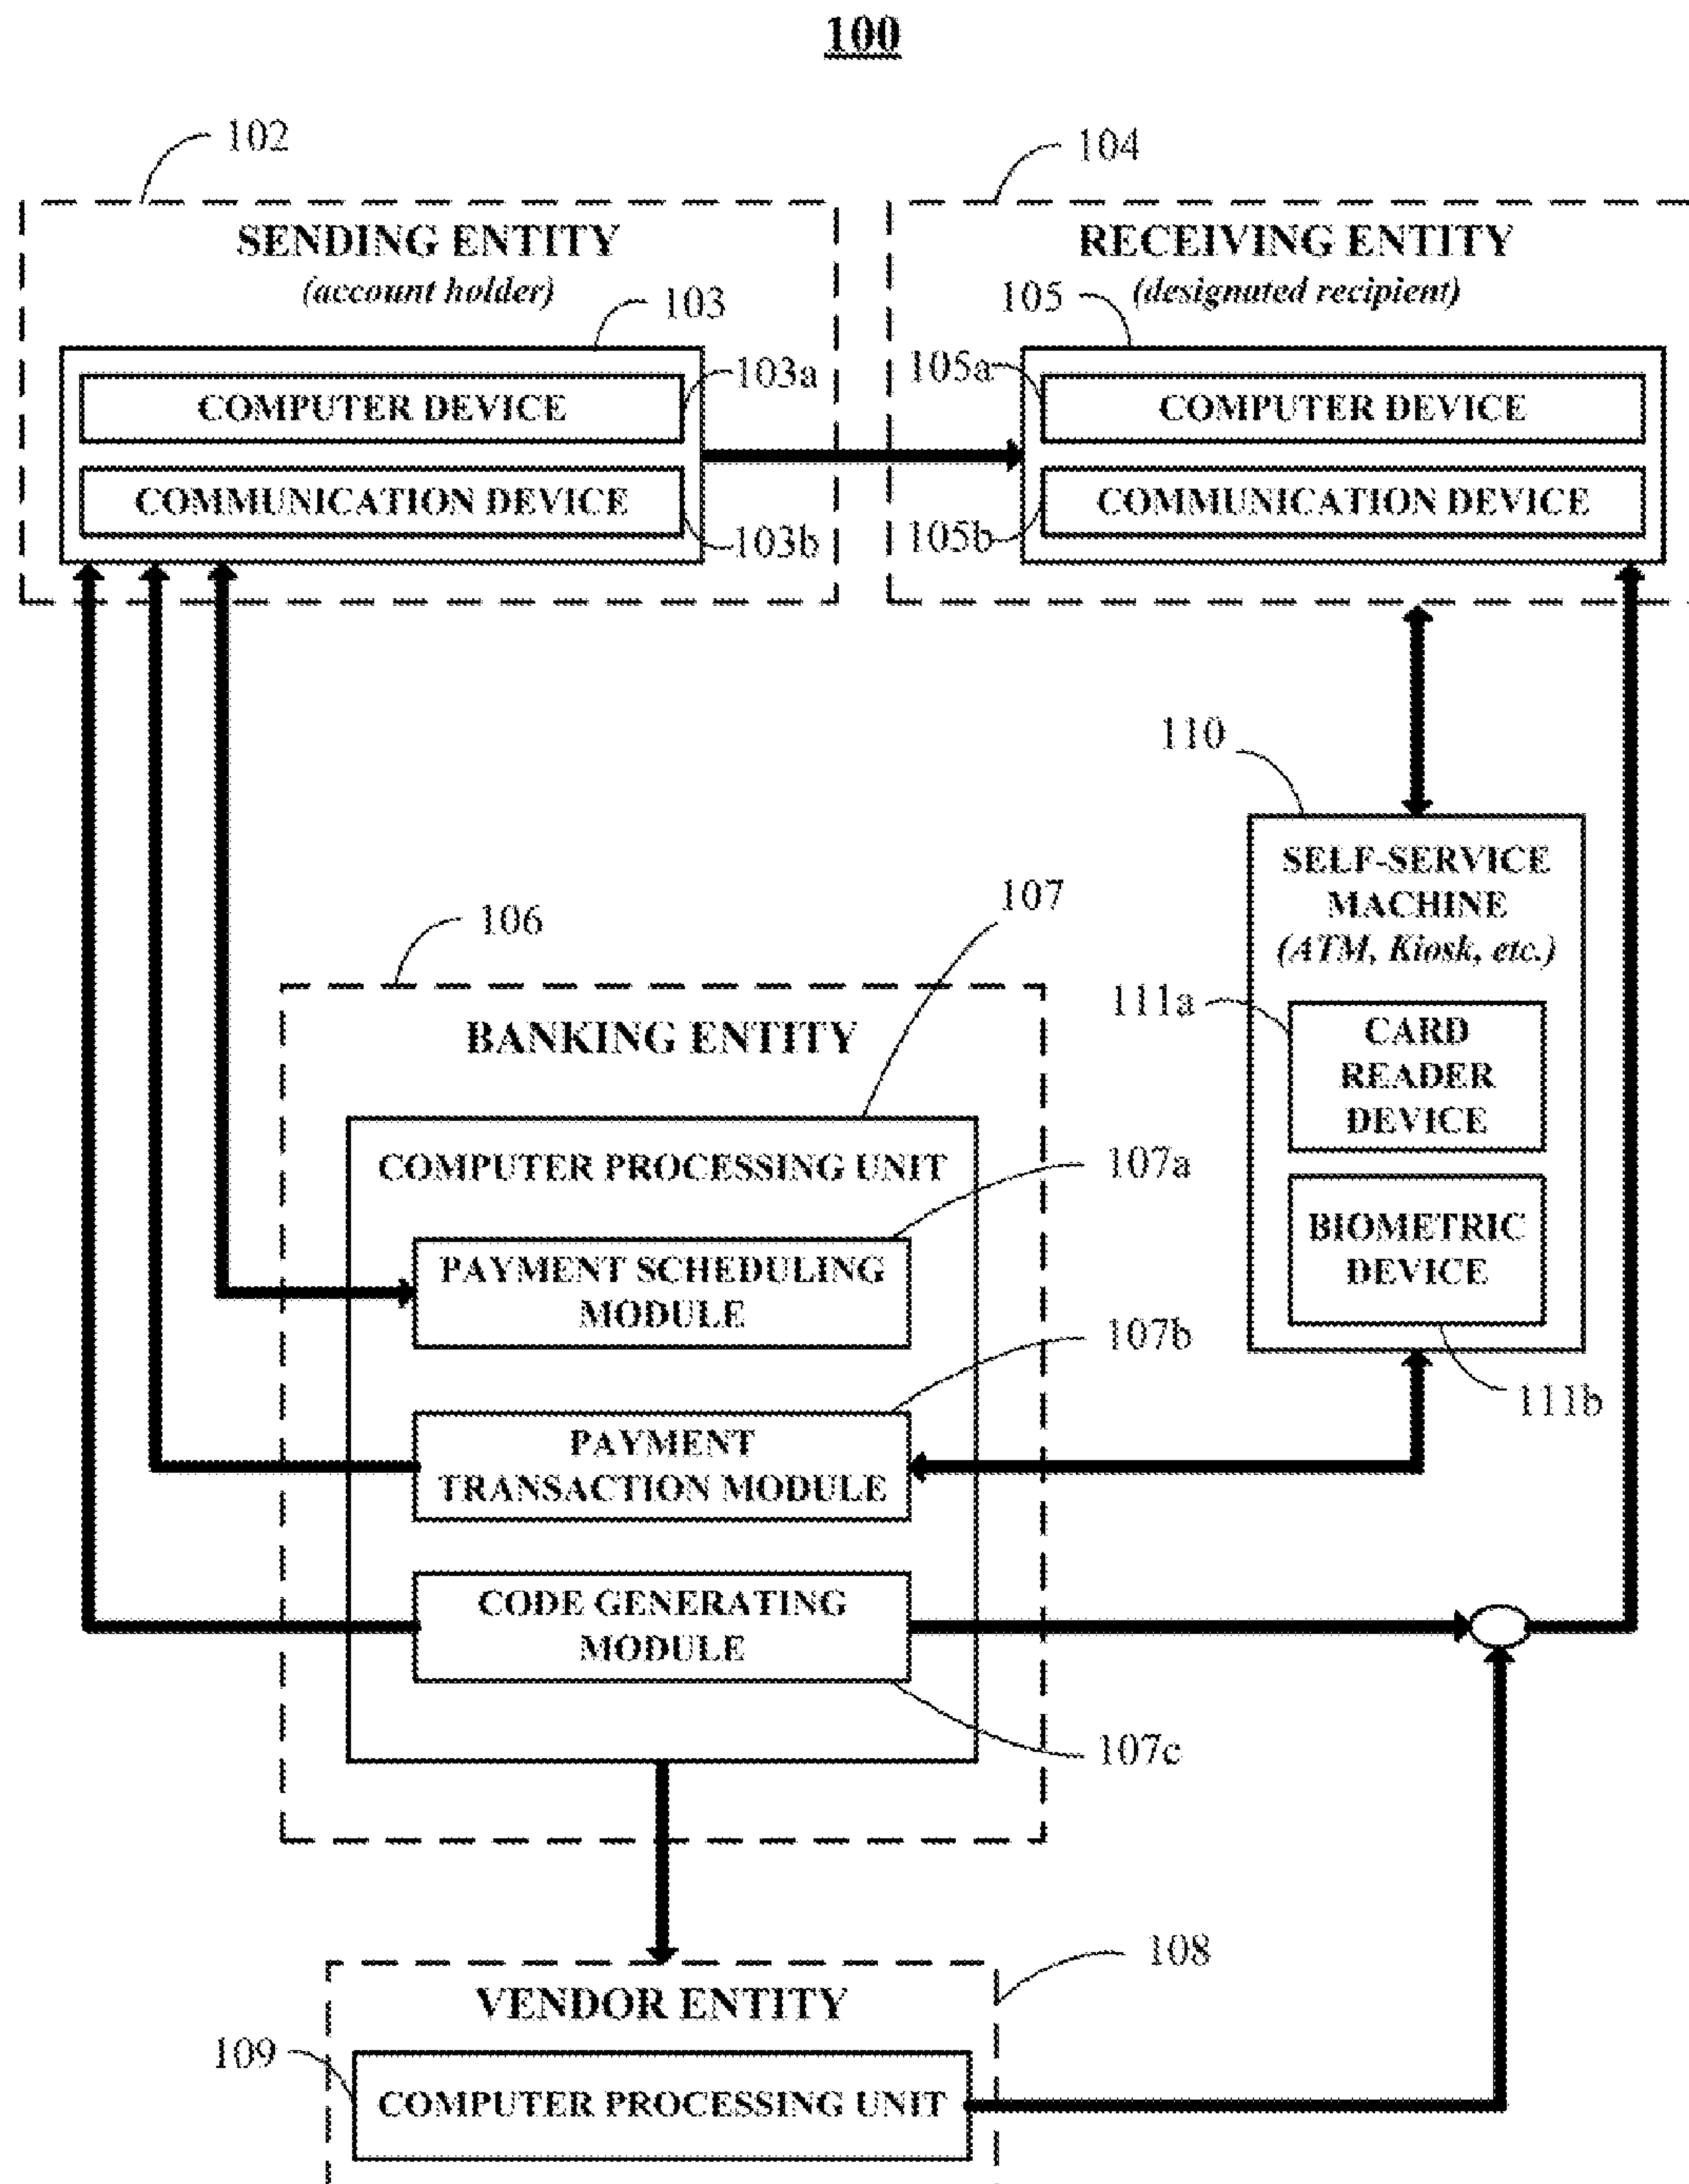 100
102
104
SENDING ENTITY
(account holder)
RECEIVING ENTITY
(designated recipient)
103
105
103a
105a
COMPUTER DEVICE
COMPUTER DEVICE
COMMUNICATION DEVICE
COMMUNICATION DEVICE
103b
105b
110
SELF-SERVICE
MACHINE
(ATM, Kiosk, etc.)
107
106
111a
CARD
READER
DEVICE
BANKING ENTITY
COMPUTER PROCESSING UNIT
107a
BIOMETRIC
DEVICE
PAYMENT SCHEDULING
MODULE
107b
111b
PAYMENT
TRANSACTION MODULE
CODE GENERATING
MODULE
107c
108
VENDOR ENTITY
109
COMPUTER PROCESSING UNIT